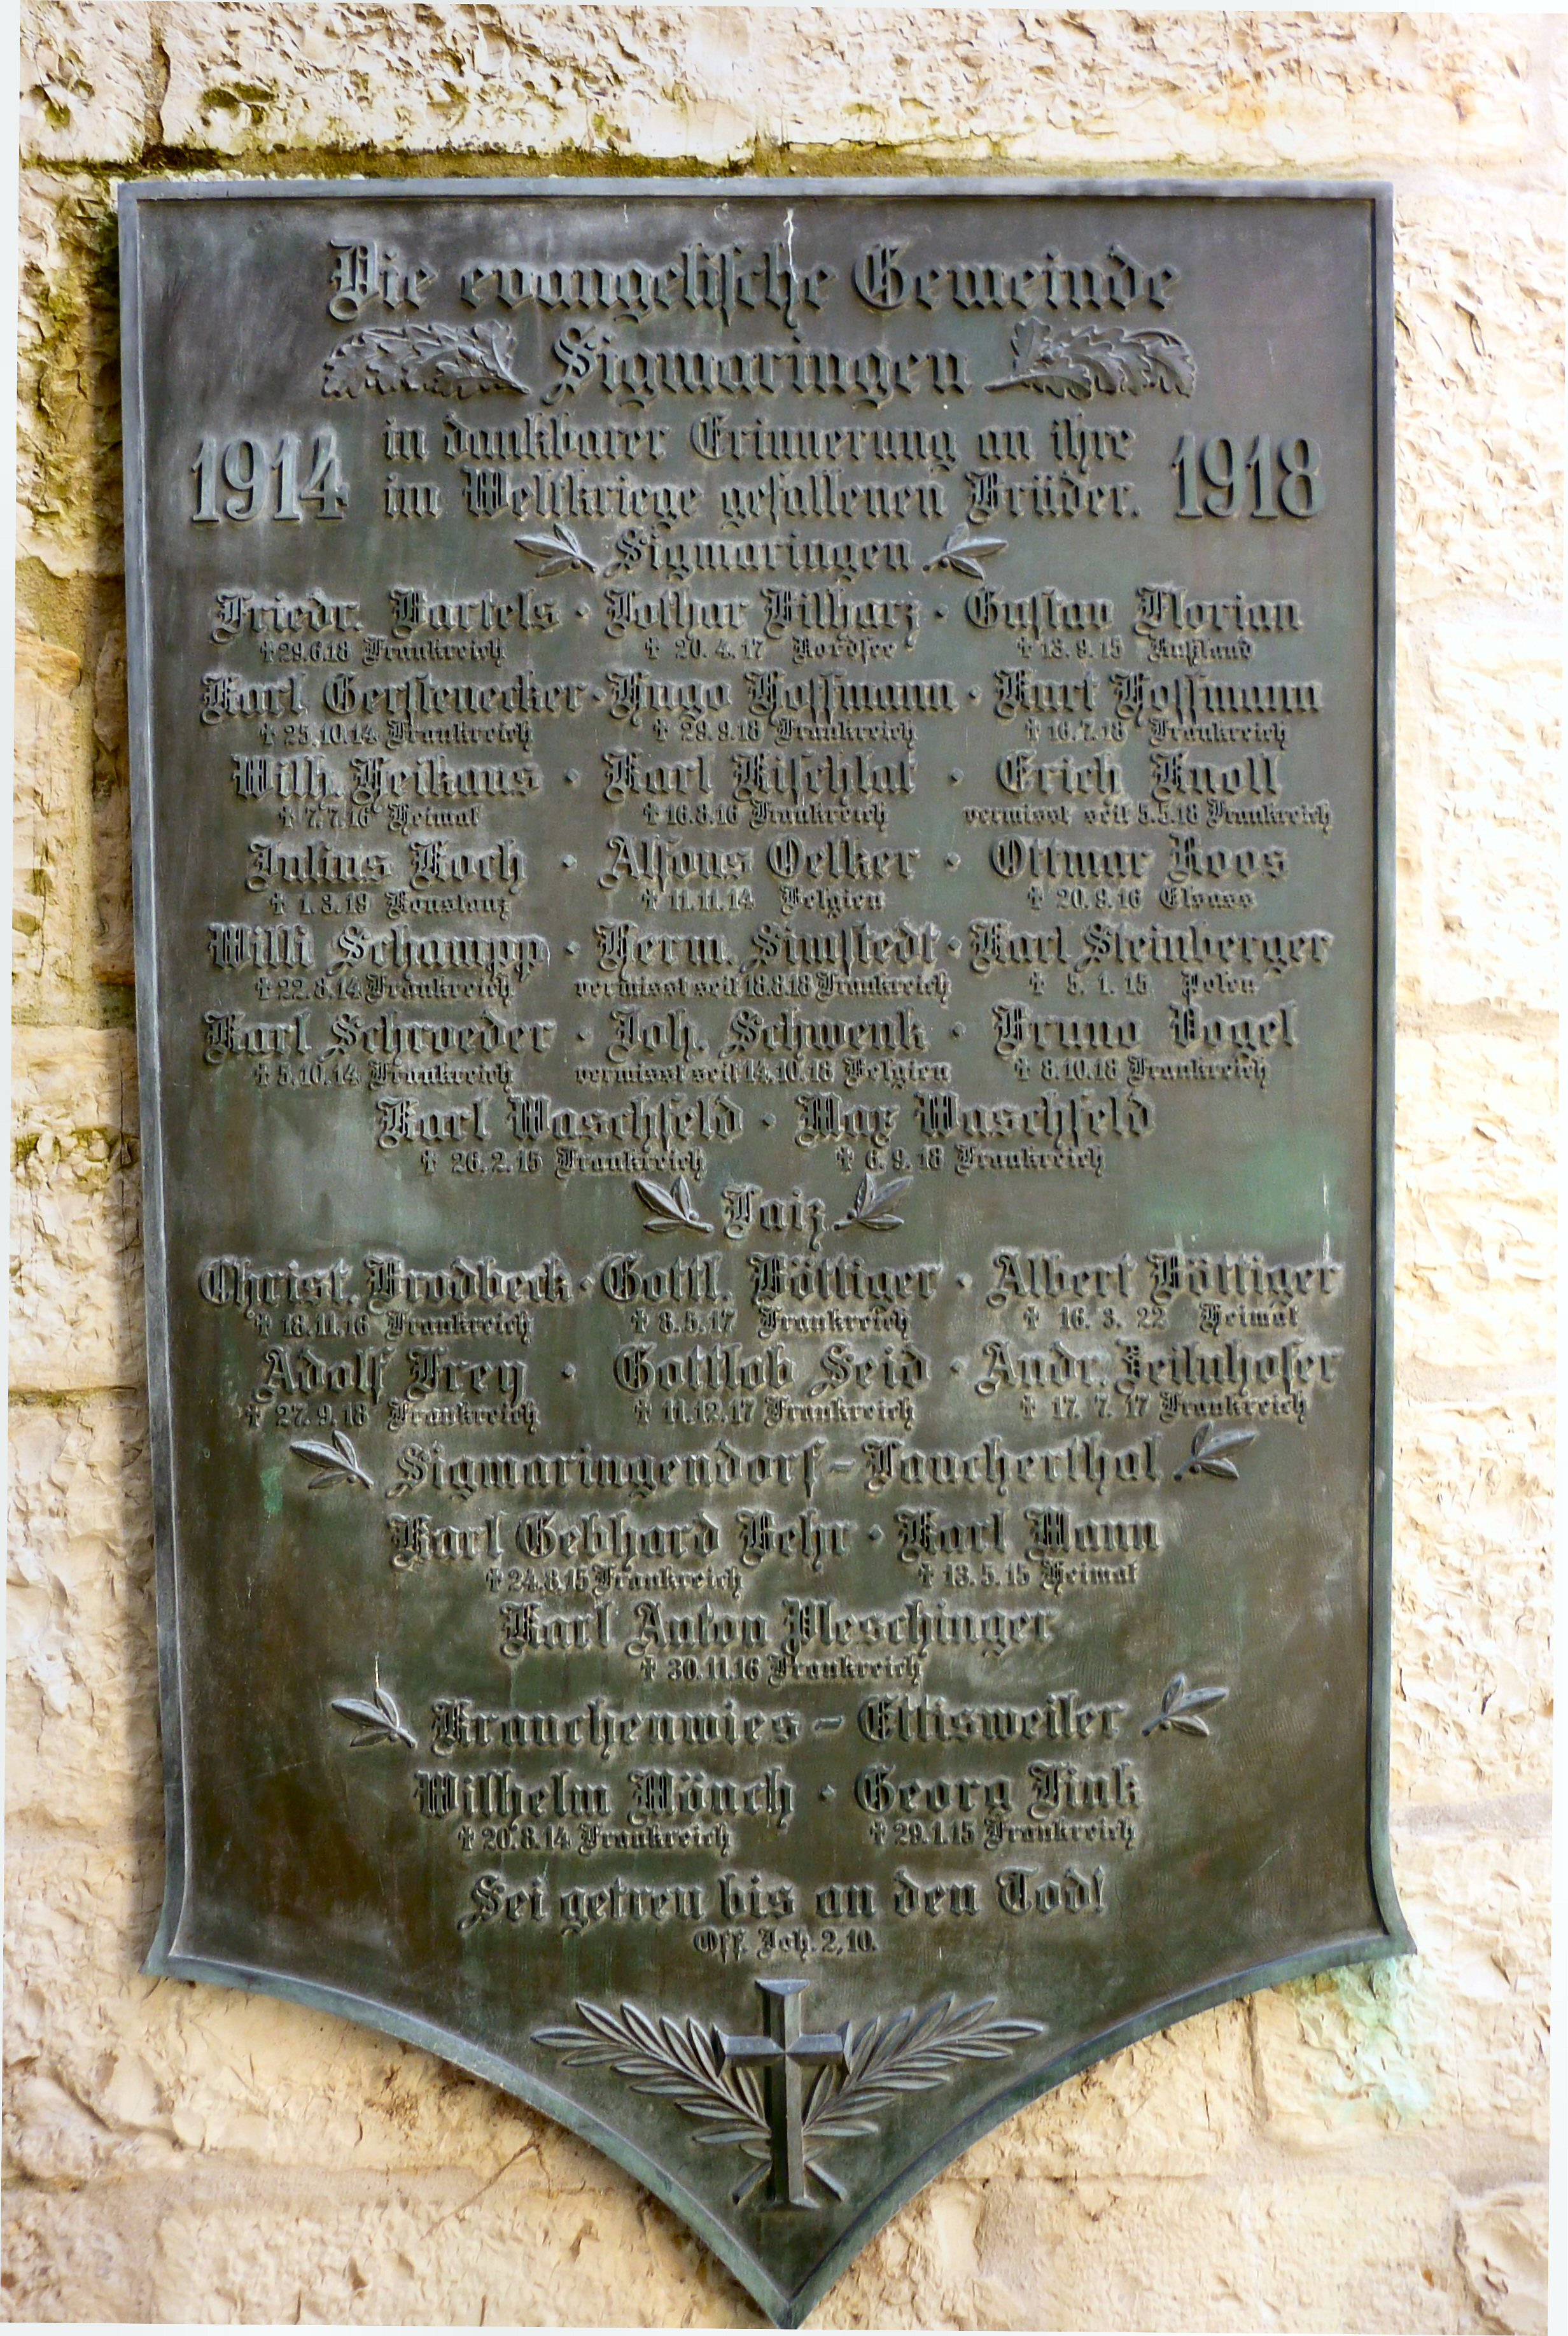 Die evangelische Gemeinde
Sigmaringen
1914 in dankbarer Erinnerung an ihre 1918
im Weltkriege gefallenen Brüder.
Sigmaringen
Friedr. Bartels · Lothar Bilharz · Gustav Florian
† 29.6.18 Frankreich † 20.4.17 Nordsee † 13.9.15 Rußland
Karl Gerstenecker · Hugo Hoffmann · Kurt Hoffmann
† 25.10.14 Frankreich † 29.9.18 Frankreich † 16.7.18 Frankreich
Wilh. Heikaus · Karl Kischlat · Erich Knoll
† 7.7.16 Heimat † 16.8.16 Frankreich vermisst seit 5.5.18 Frankreich
Julius Koch · Alfons Oelker · Ottmar Roos
† 1.3.19 Konstanz † 11.11.14 Belgien † 20.9.16 Elsass
Willi Schampp · Herm. Simstedt · Karl Steinberger
† 22.8.14 Frankreich vermisst seit 18.8.18 Frankreich † 5.1.15 Polen
Karl Schroeder · Joh. Schwenk · Bruno Vogel
† 5.10.14 Frankreich vermisst seit 14.10.18 Belgien † 8.10.18 Frankreich
Karl Waschfeld · Max Waschfeld
† 26.2.15 Frankreich † 6.9.18 Frankreich
Laiz
Christ. Brodbeck · Gottl. Böttiger · Albert Böttiger
† 18.11.16 Frankreich † 8.5.17 Frankreich † 16.3.22 Heimat
Adolf Frey · Gottlob Seid · Andr. Zeilnhofer
† 27.9.18 Frankreich † 11.12.17 Frankreich † 17.7.17 Frankreich
Sigmaringendorf - Laucherthal
Karl Gebhard Behr · Karl Mann
† 24.8.15 Frankreich † 13.5.15 Heimat
Karl Anton Pleschinger
† 30.11.16 Frankreich
Krauchenwies - Ettisweiler
Wilhelm Mönch · Georg Fink
† 20.8.14 Frankreich † 29.1.15 Frankreich
Sei getreu bis an den Tod!
Off. Joh. 2,10.